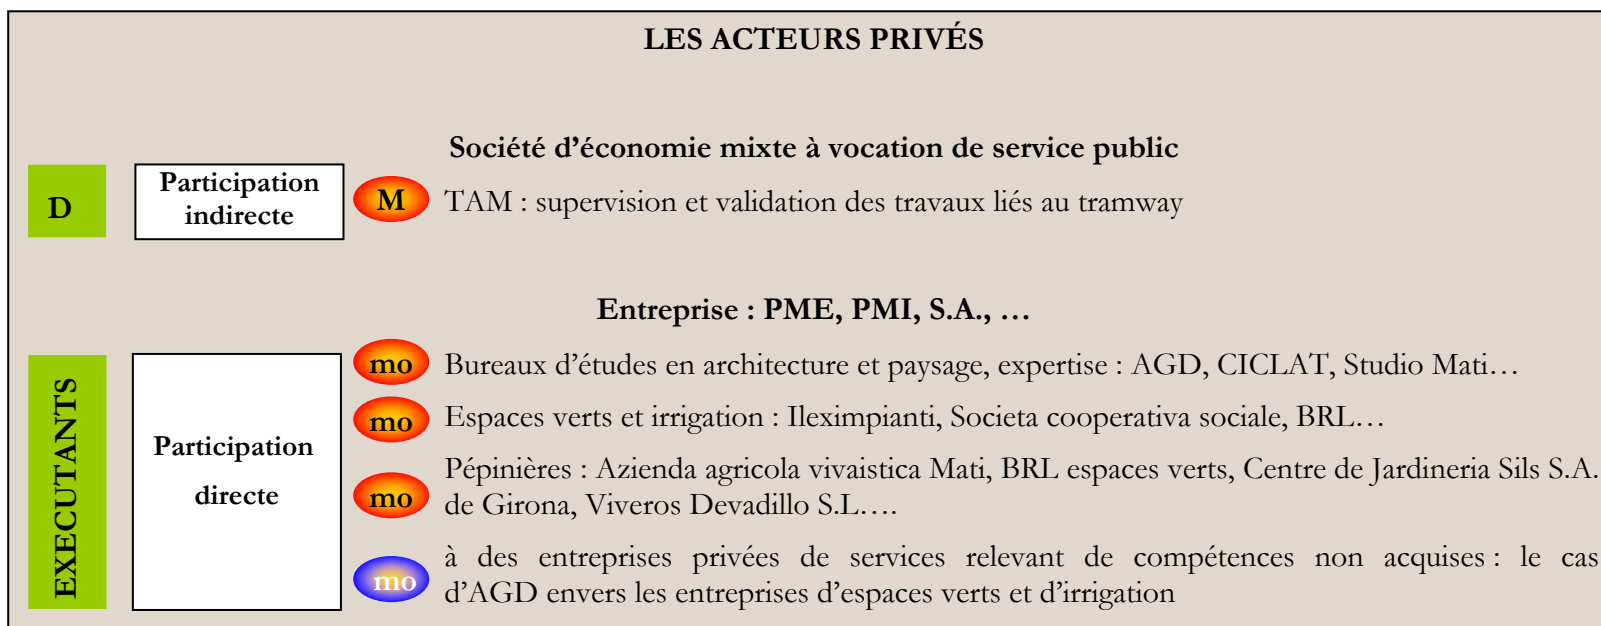 LES ACTEURS PRIVÉS
Société d’économie mixte à vocation de service public
D
Participation
indirecte
M
TAM : supervision et validation des travaux liés au tramway
Entreprise : PME, PMI, S.A., …
EXECUTANTS
Participation
directe
mo
Bureaux d’études en architecture et paysage, expertise : AGD, CICLAT, Studio Mati…
mo
Espaces verts et irrigation : Ileximpianti, Societa cooperativa sociale, BRL…
mo
Pépinières : Azienda agricola vivaistica Mati, BRL espaces verts, Centre de Jardineria Sils S.A.
de Girona, Viveros Devadillo S.L….
mo
à des entreprises privées de services relevant de compétences non acquises : le cas
d’AGD envers les entreprises d’espaces verts et d’irrigation